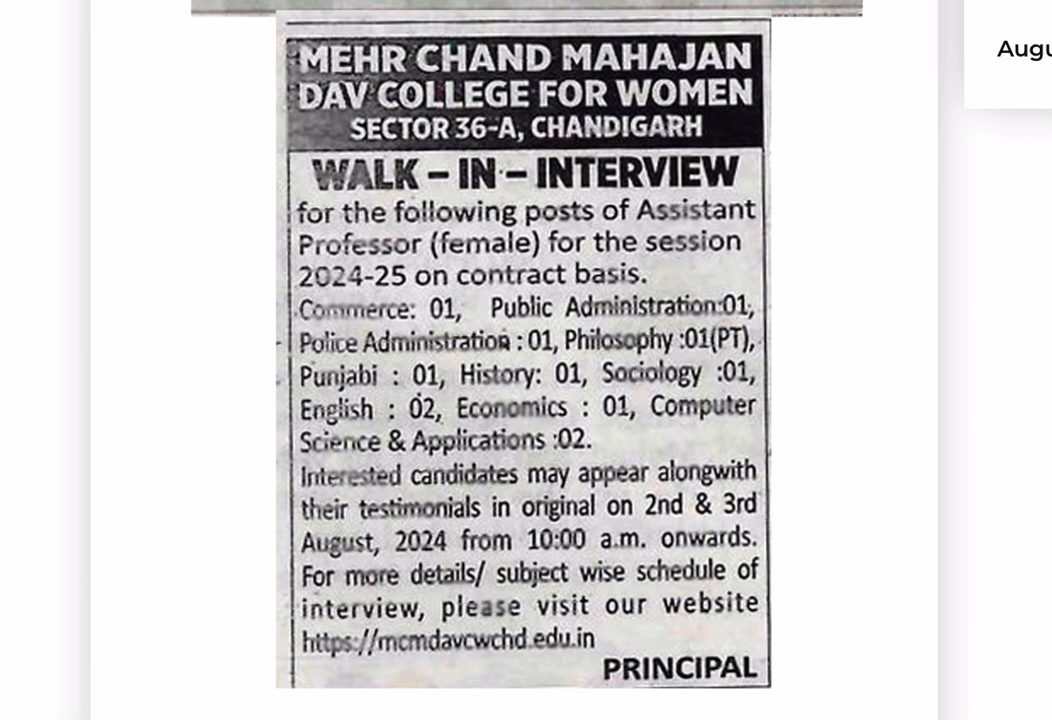 MEHR CHAND MAHAJAN
DAV COLLEGE FOR WOMEN
SECTOR 36-A, CHANDIGARH
WALK – IN – INTERVIEW
for the following posts of Assistant
Professor (female) for the session
2024-25 on contract basis.
Commerce: 01, Public Administration:01,
Police Administration : 01, Philosophy :01(PT),
Punjabi : 01, History: 01, Sociology :01,
English : 02, Economics : 01, Computer
Science & Applications :02.
Interested candidates may appear alongwith
their testimonials in original on 2nd & 3rd
August, 2024 from 10:00 a.m. onwards.
For more details/ subject wise schedule of
interview, please visit our website
https://mcmdavcwchd.edu.in
PRINCIPAL
Augu